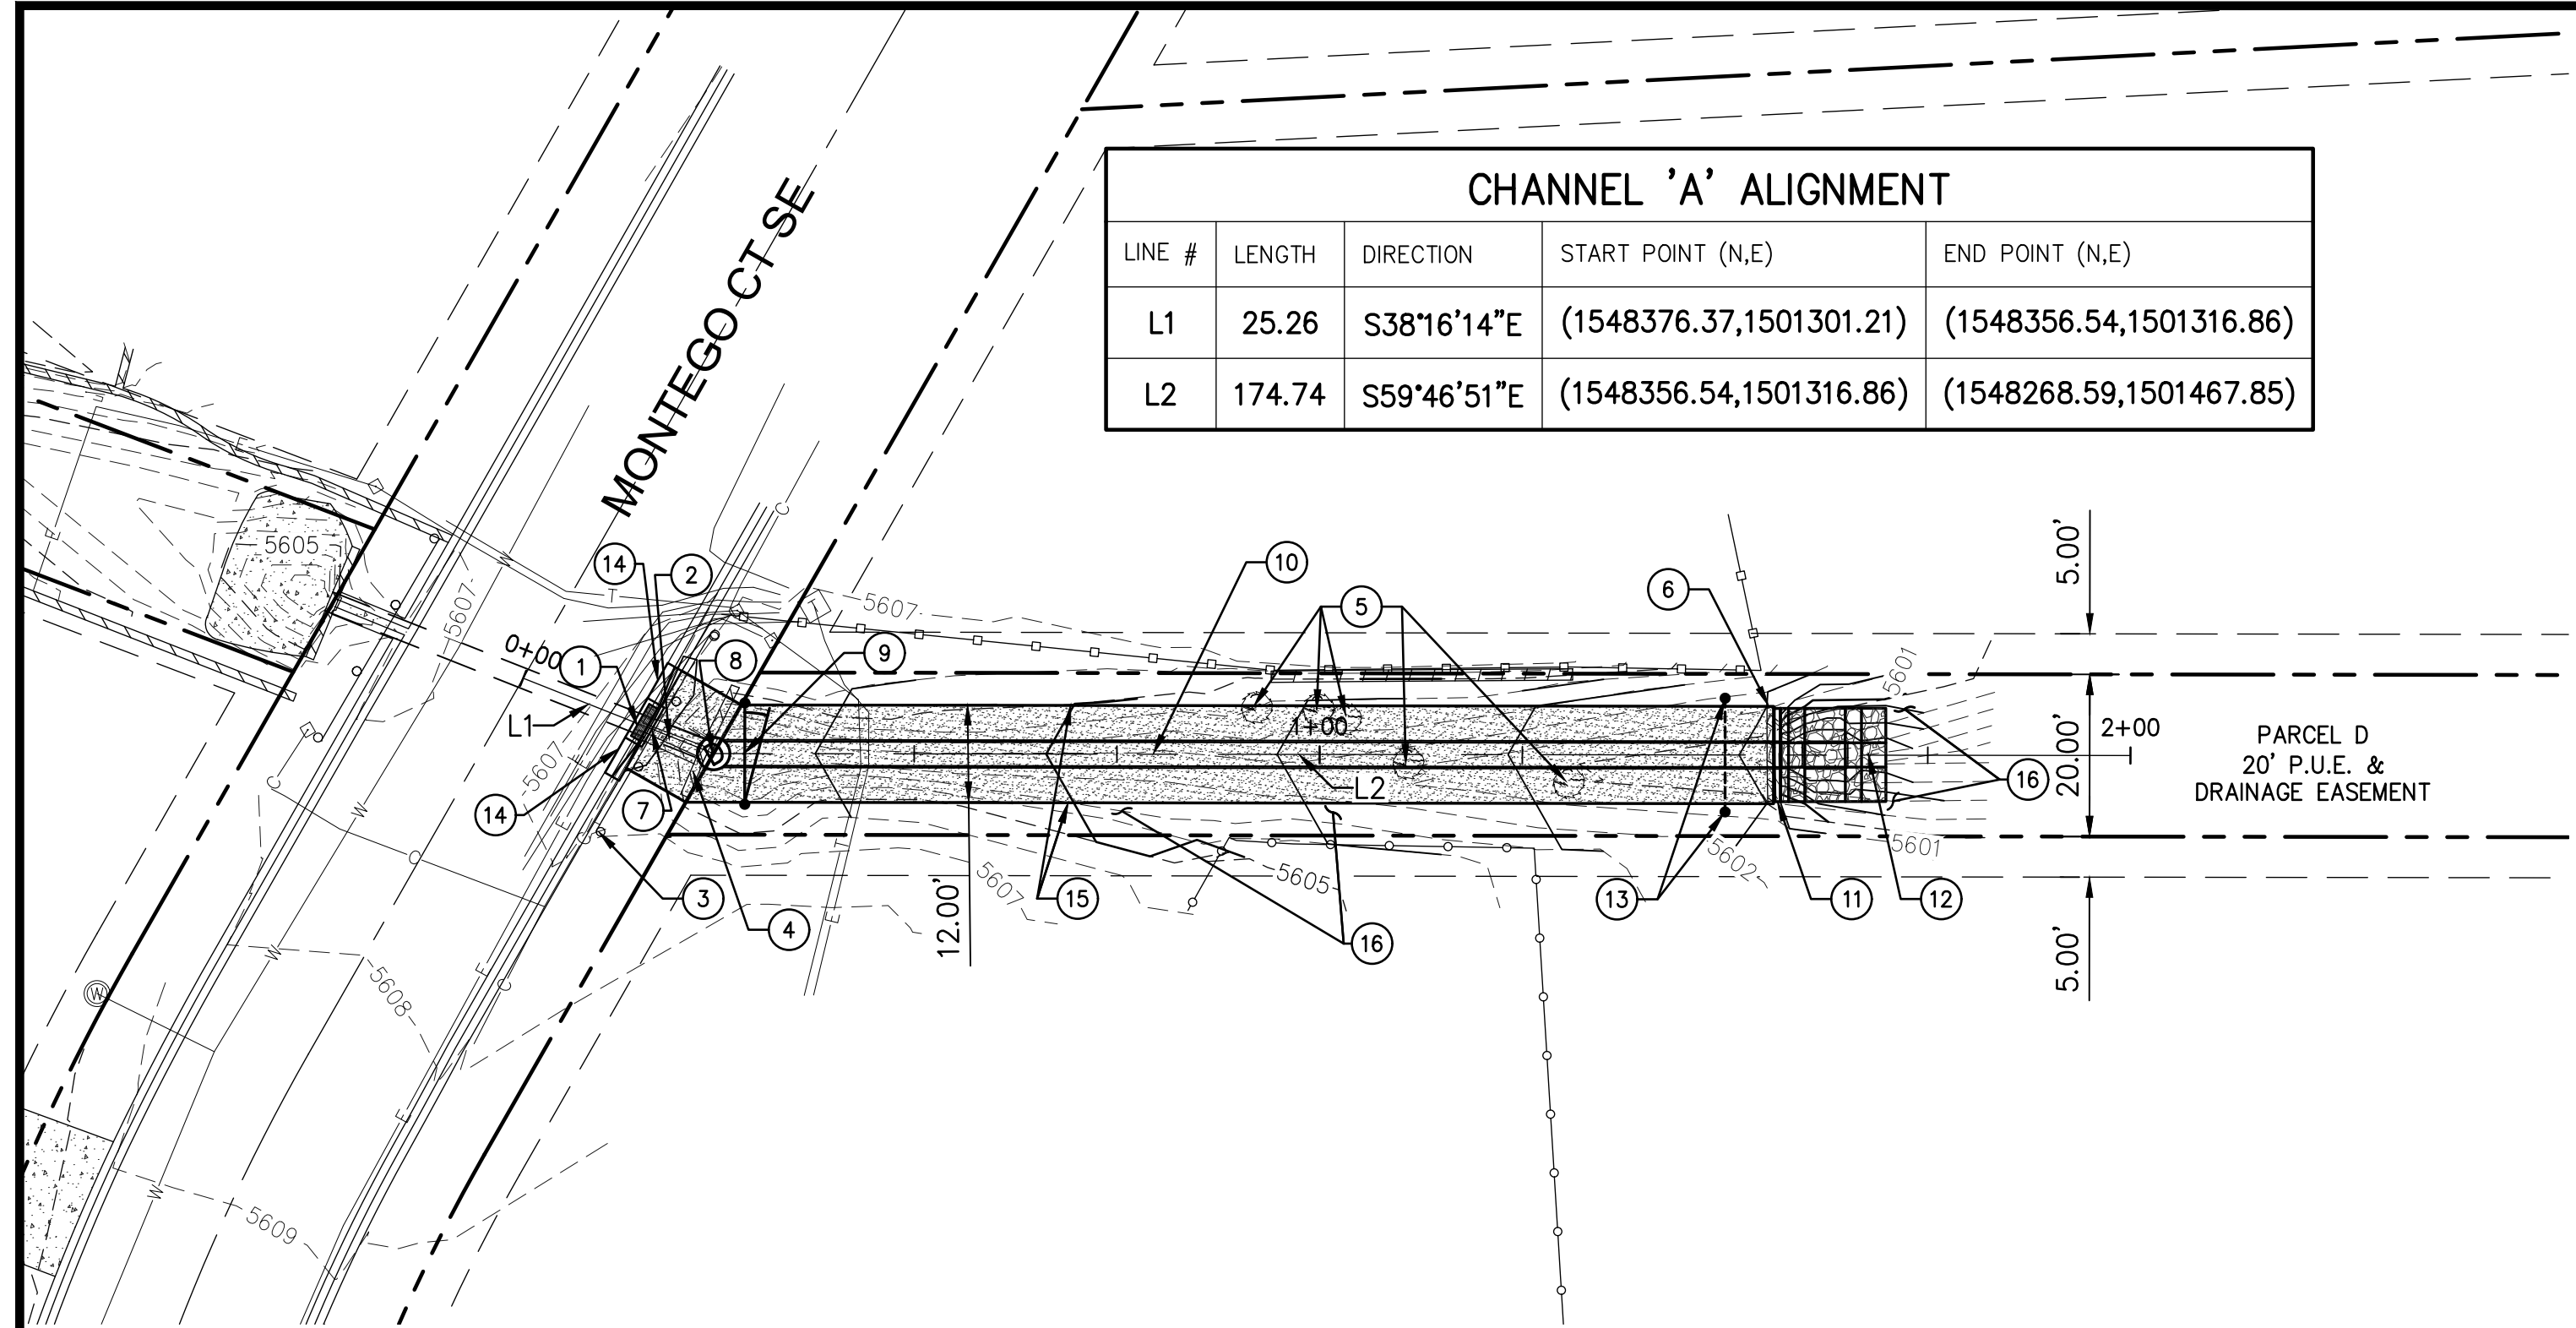 CHANNEL 'A' ALIGNMENT
LINE # LENGTH DIRECTION START POINT (N,E) END POINT (N,E)
L1 25.26 S38°16'14"E (1548376.37,1501301.21) (1548356.54,1501316.86)
L2 174.74 S59°46'51"E (1548356.54,1501316.86) (1548268.59,1501467.85)
MONTEGO CT SE
5605
5607
5607
5607
5607
5608
5609
5605
5602
5601
5601
0+00
1+00
2+00
L1
L2
14
2
1
8
9
10
5
6
7
14
3
4
15
16
13
11
12
16
5.00'
20.00'
12.00'
5.00'
PARCEL D
20' P.U.E. &
DRAINAGE EASEMENT
W
W
W
W
W
W
T
T
T
E
E
E
E
E
E
C
C
C
C
C
C